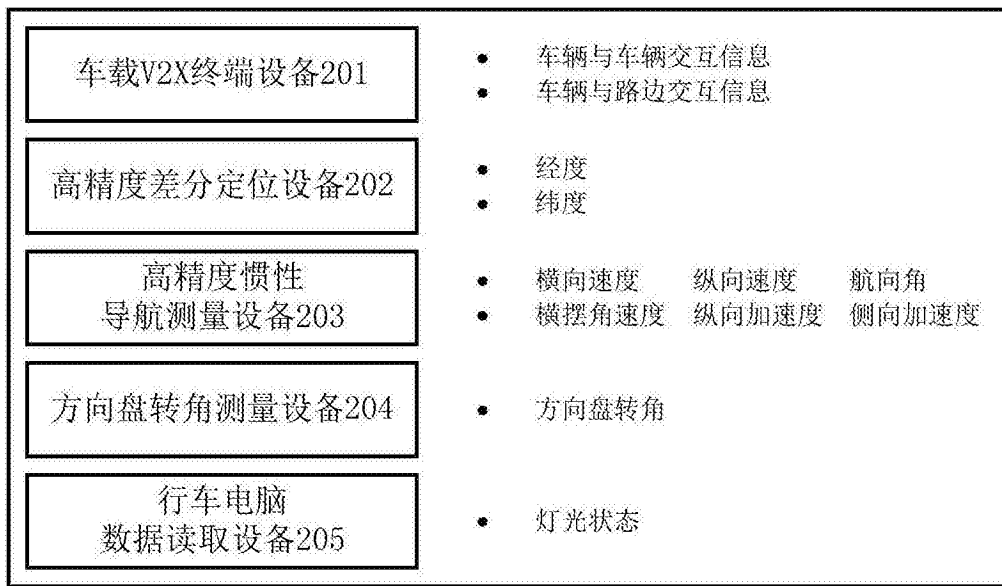 车载V2X终端设备201
• 车辆与车辆交互信息
• 车辆与路边交互信息
高精度差分定位设备202
• 经度
• 纬度
高精度惯性
导航测量设备203
• 横向速度 纵向速度 航向角
• 横摆角速度 纵向加速度 侧向加速度
方向盘转角测量设备204
• 方向盘转角
行车电脑
数据读取设备205
• 灯光状态